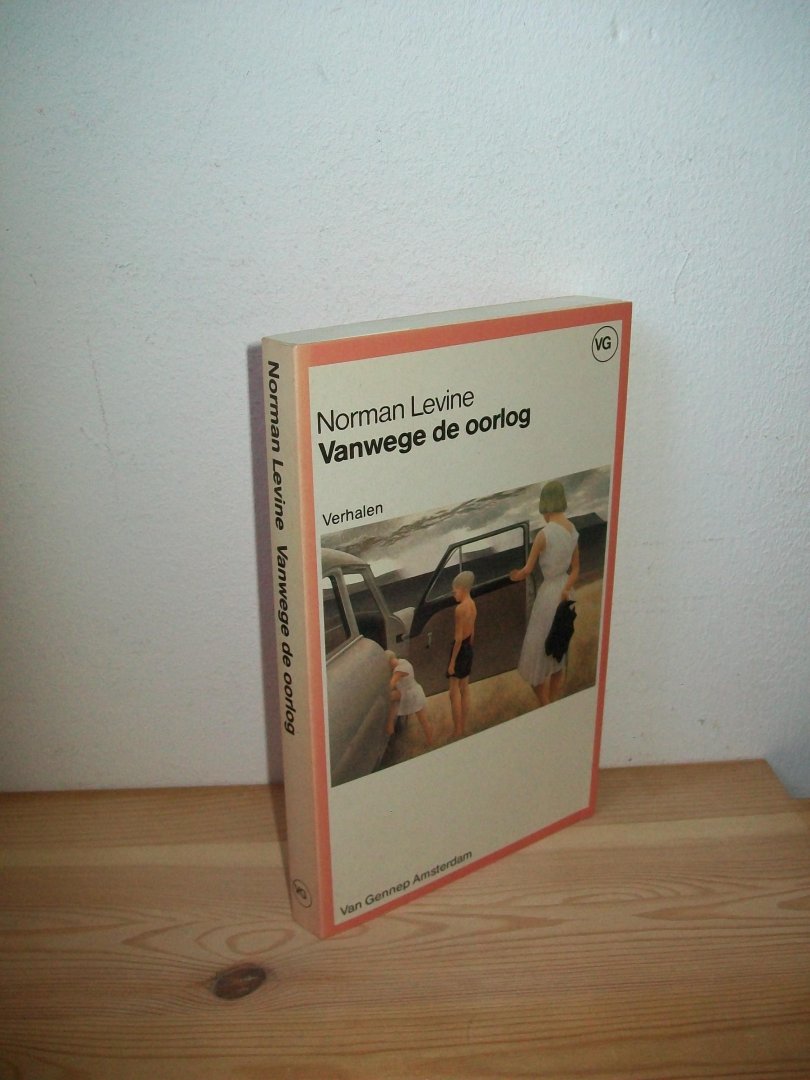 VG
Norman Levine
Vanwege de oorlog
Verhalen
Van Gennep Amsterdam
Norman Levine Vanwege de oorlog
VG